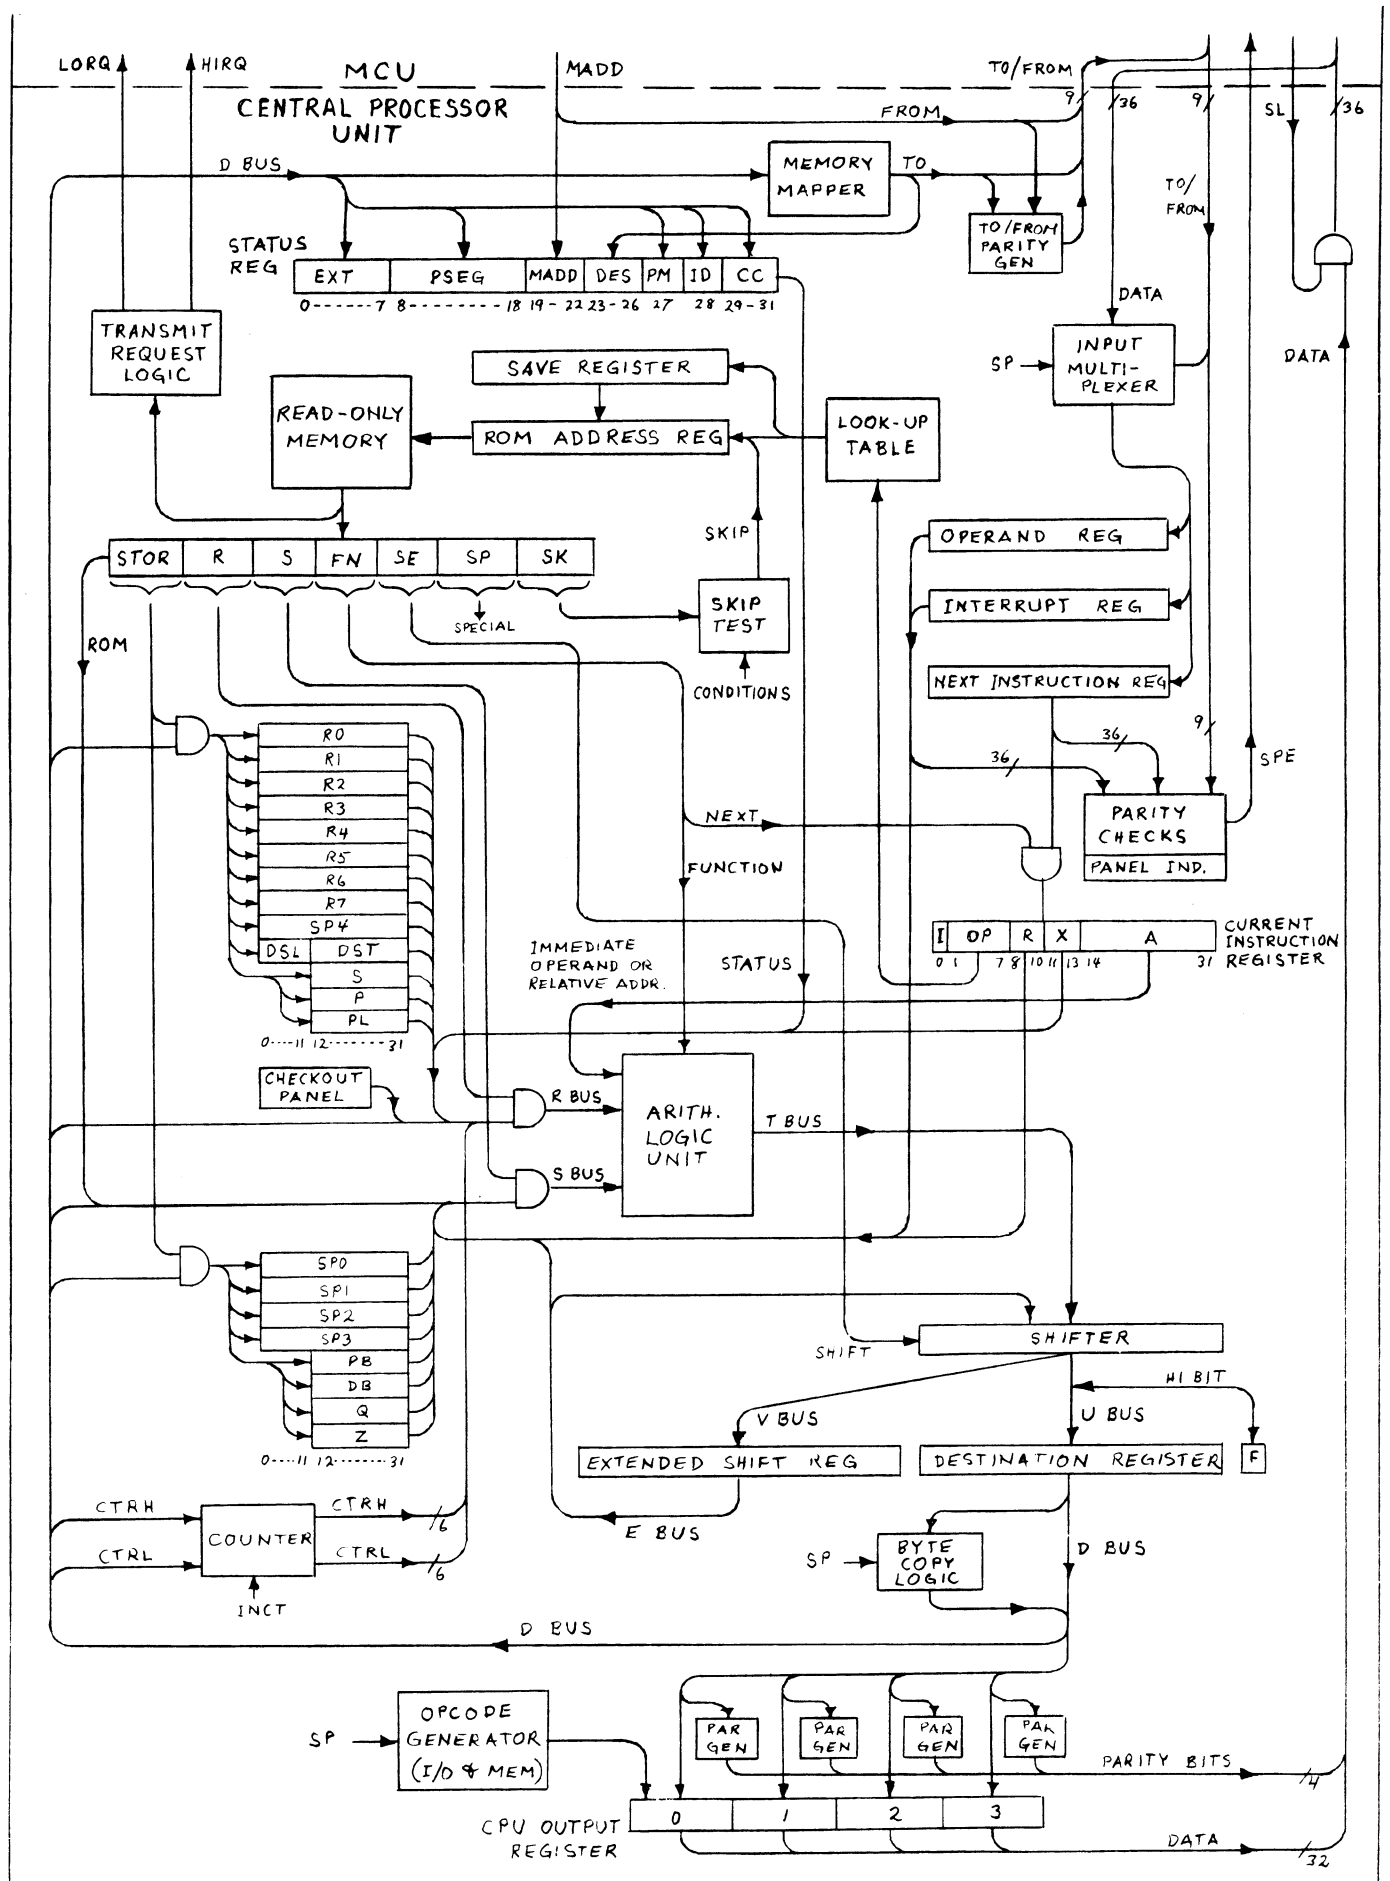 LORQ
HIRQ
MCU
MADD
TO/FROM
9
36
9
SL
36
CENTRAL PROCESSOR
UNIT
FROM
D BUS
MEMORY
MAPPER
TO
TO/
FROM
TO/FROM
PARITY
GEN
STATUS
REG
EXT
PSEG
MADD
DES
PM
ID
CC
0------7 8---------18 19-22 23-26 27 28 29-31
DATA
TRANSMIT
REQUEST
LOGIC
SAVE REGISTER
INPUT
MULTI-
PLEXER
SP
DATA
READ-ONLY
MEMORY
ROM ADDRESS REG
LOOK-UP
TABLE
SKIP
OPERAND REG
STOR
R
S
FN
SE
SP
SK
SKIP
TEST
INTERRUPT REG
SPECIAL
ROM
CONDITIONS
NEXT INSTRUCTION REG
36
36
9
SPE
R0
R1
R2
R3
R4
R5
R6
R7
SP4
DSL
DST
S
P
PL
0----11 12-------31
NEXT
PARITY
CHECKS
PANEL IND.
FUNCTION
I
OP
R
X
A
0 1 7 8 10 11 13 14 31
CURRENT
INSTRUCTION
REGISTER
IMMEDIATE
OPERAND OR
RELATIVE ADDR.
STATUS
CHECKOUT
PANEL
R BUS
ARITH.
LOGIC
UNIT
T BUS
S BUS
SP0
SP1
SP2
SP3
PB
DB
Q
Z
0----11 12-------31
SHIFT
SHIFTER
HI BIT
V BUS
U BUS
EXTENDED SHIFT REG
DESTINATION REGISTER
F
CTRH
CTRH
6
COUNTER
CTRL
CTRL
6
INCT
E BUS
SP
BYTE
COPY
LOGIC
D BUS
D BUS
SP
OPCODE
GENERATOR
(I/O & MEM)
PAR
GEN
PAR
GEN
PAR
GEN
PAR
GEN
PARITY BITS
4
CPU OUTPUT
REGISTER
0
1
2
3
DATA
32